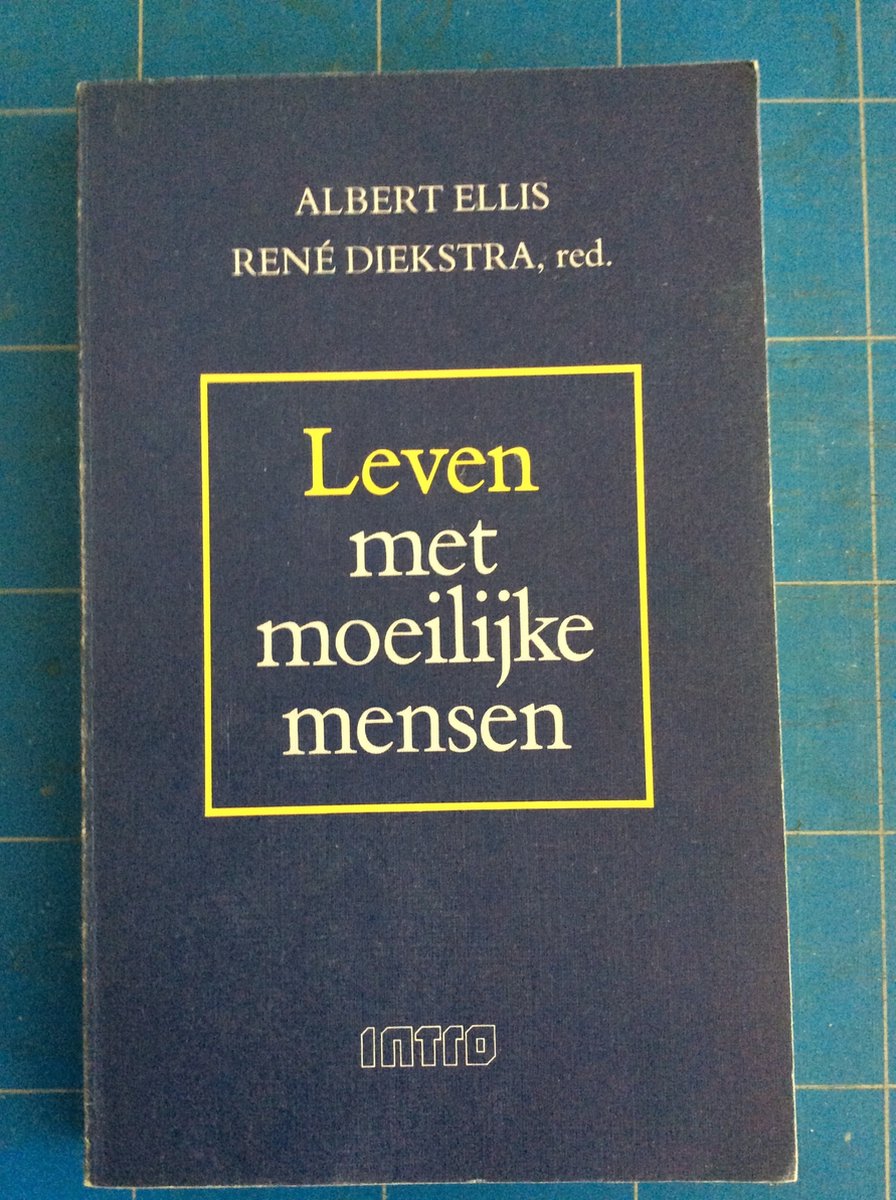 ALBERT ELLIS
RENÉ DIEKSTRA, red.
Leven
met
moeilijke
mensen
INTRO